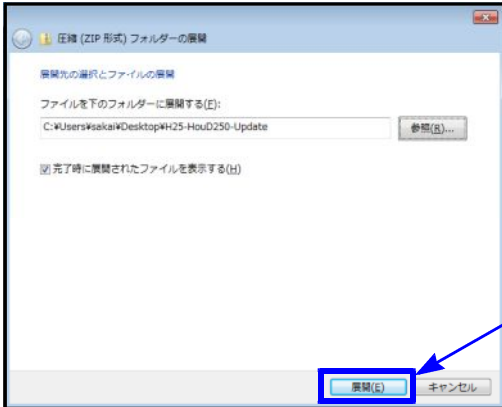 圧縮 (ZIP 形式) フォルダーの展開
展開先の選択とファイルの展開
ファイルを下のフォルダーに展開する(F):
C:¥Users¥sakai¥Desktop¥H25-HouD250-Update
参照(R)...
完了時に展開されたファイルを表示する(H)
展開(E)
キャンセル